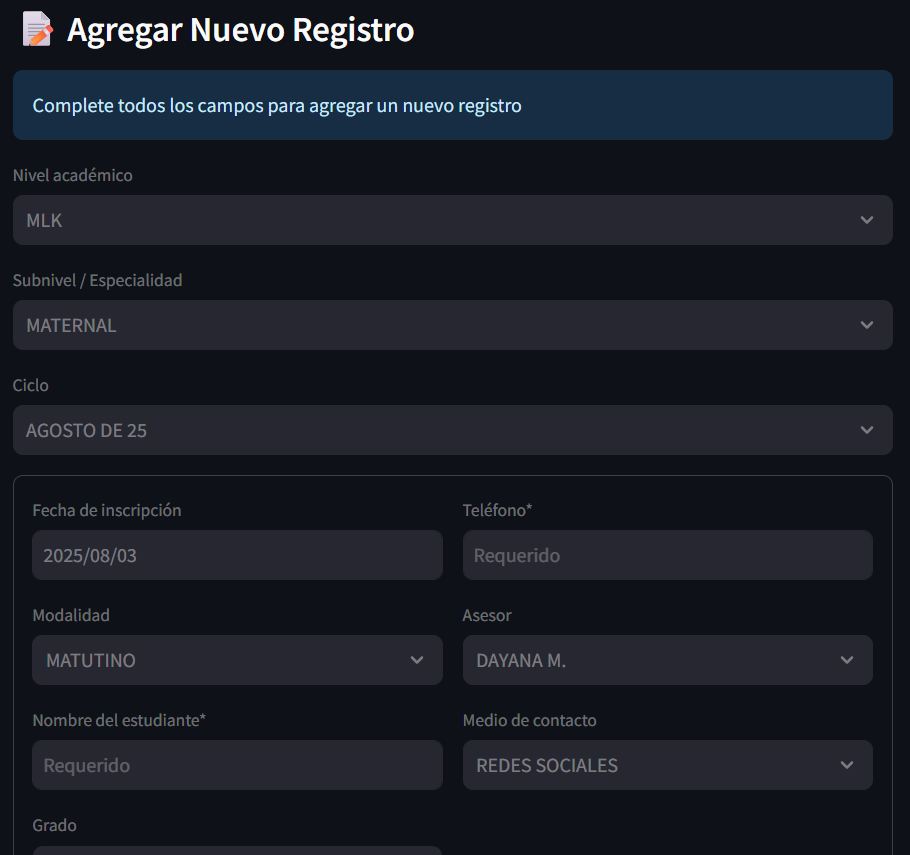 Agregar Nuevo Registro
Complete todos los campos para agregar un nuevo registro
Nivel académico
MLK
Subnivel / Especialidad
MATERNAL
Ciclo
AGOSTO DE 25
Fecha de inscripción
2025/08/03
Teléfono*
Requerido
Modalidad
MATUTINO
Asesor
DAYANA M.
Nombre del estudiante*
Requerido
Medio de contacto
REDES SOCIALES
Grado